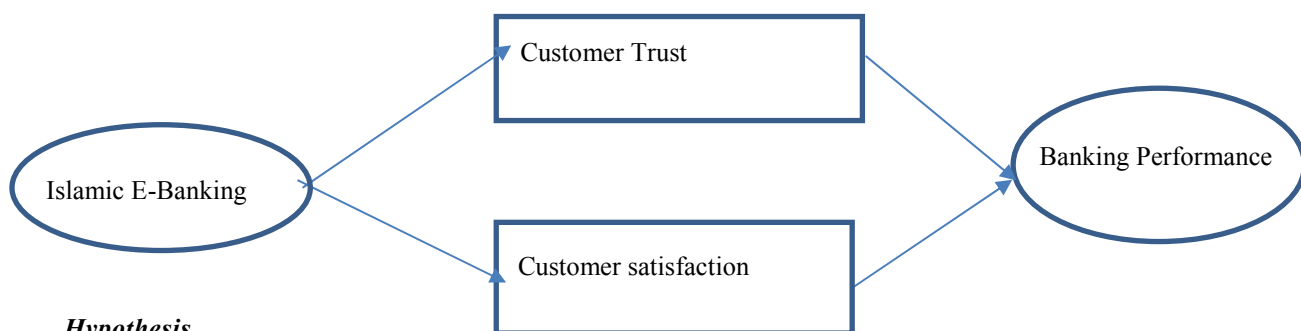 Customer Trust
Banking Performance
Islamic E-Banking
Customer satisfaction
Hypothesis